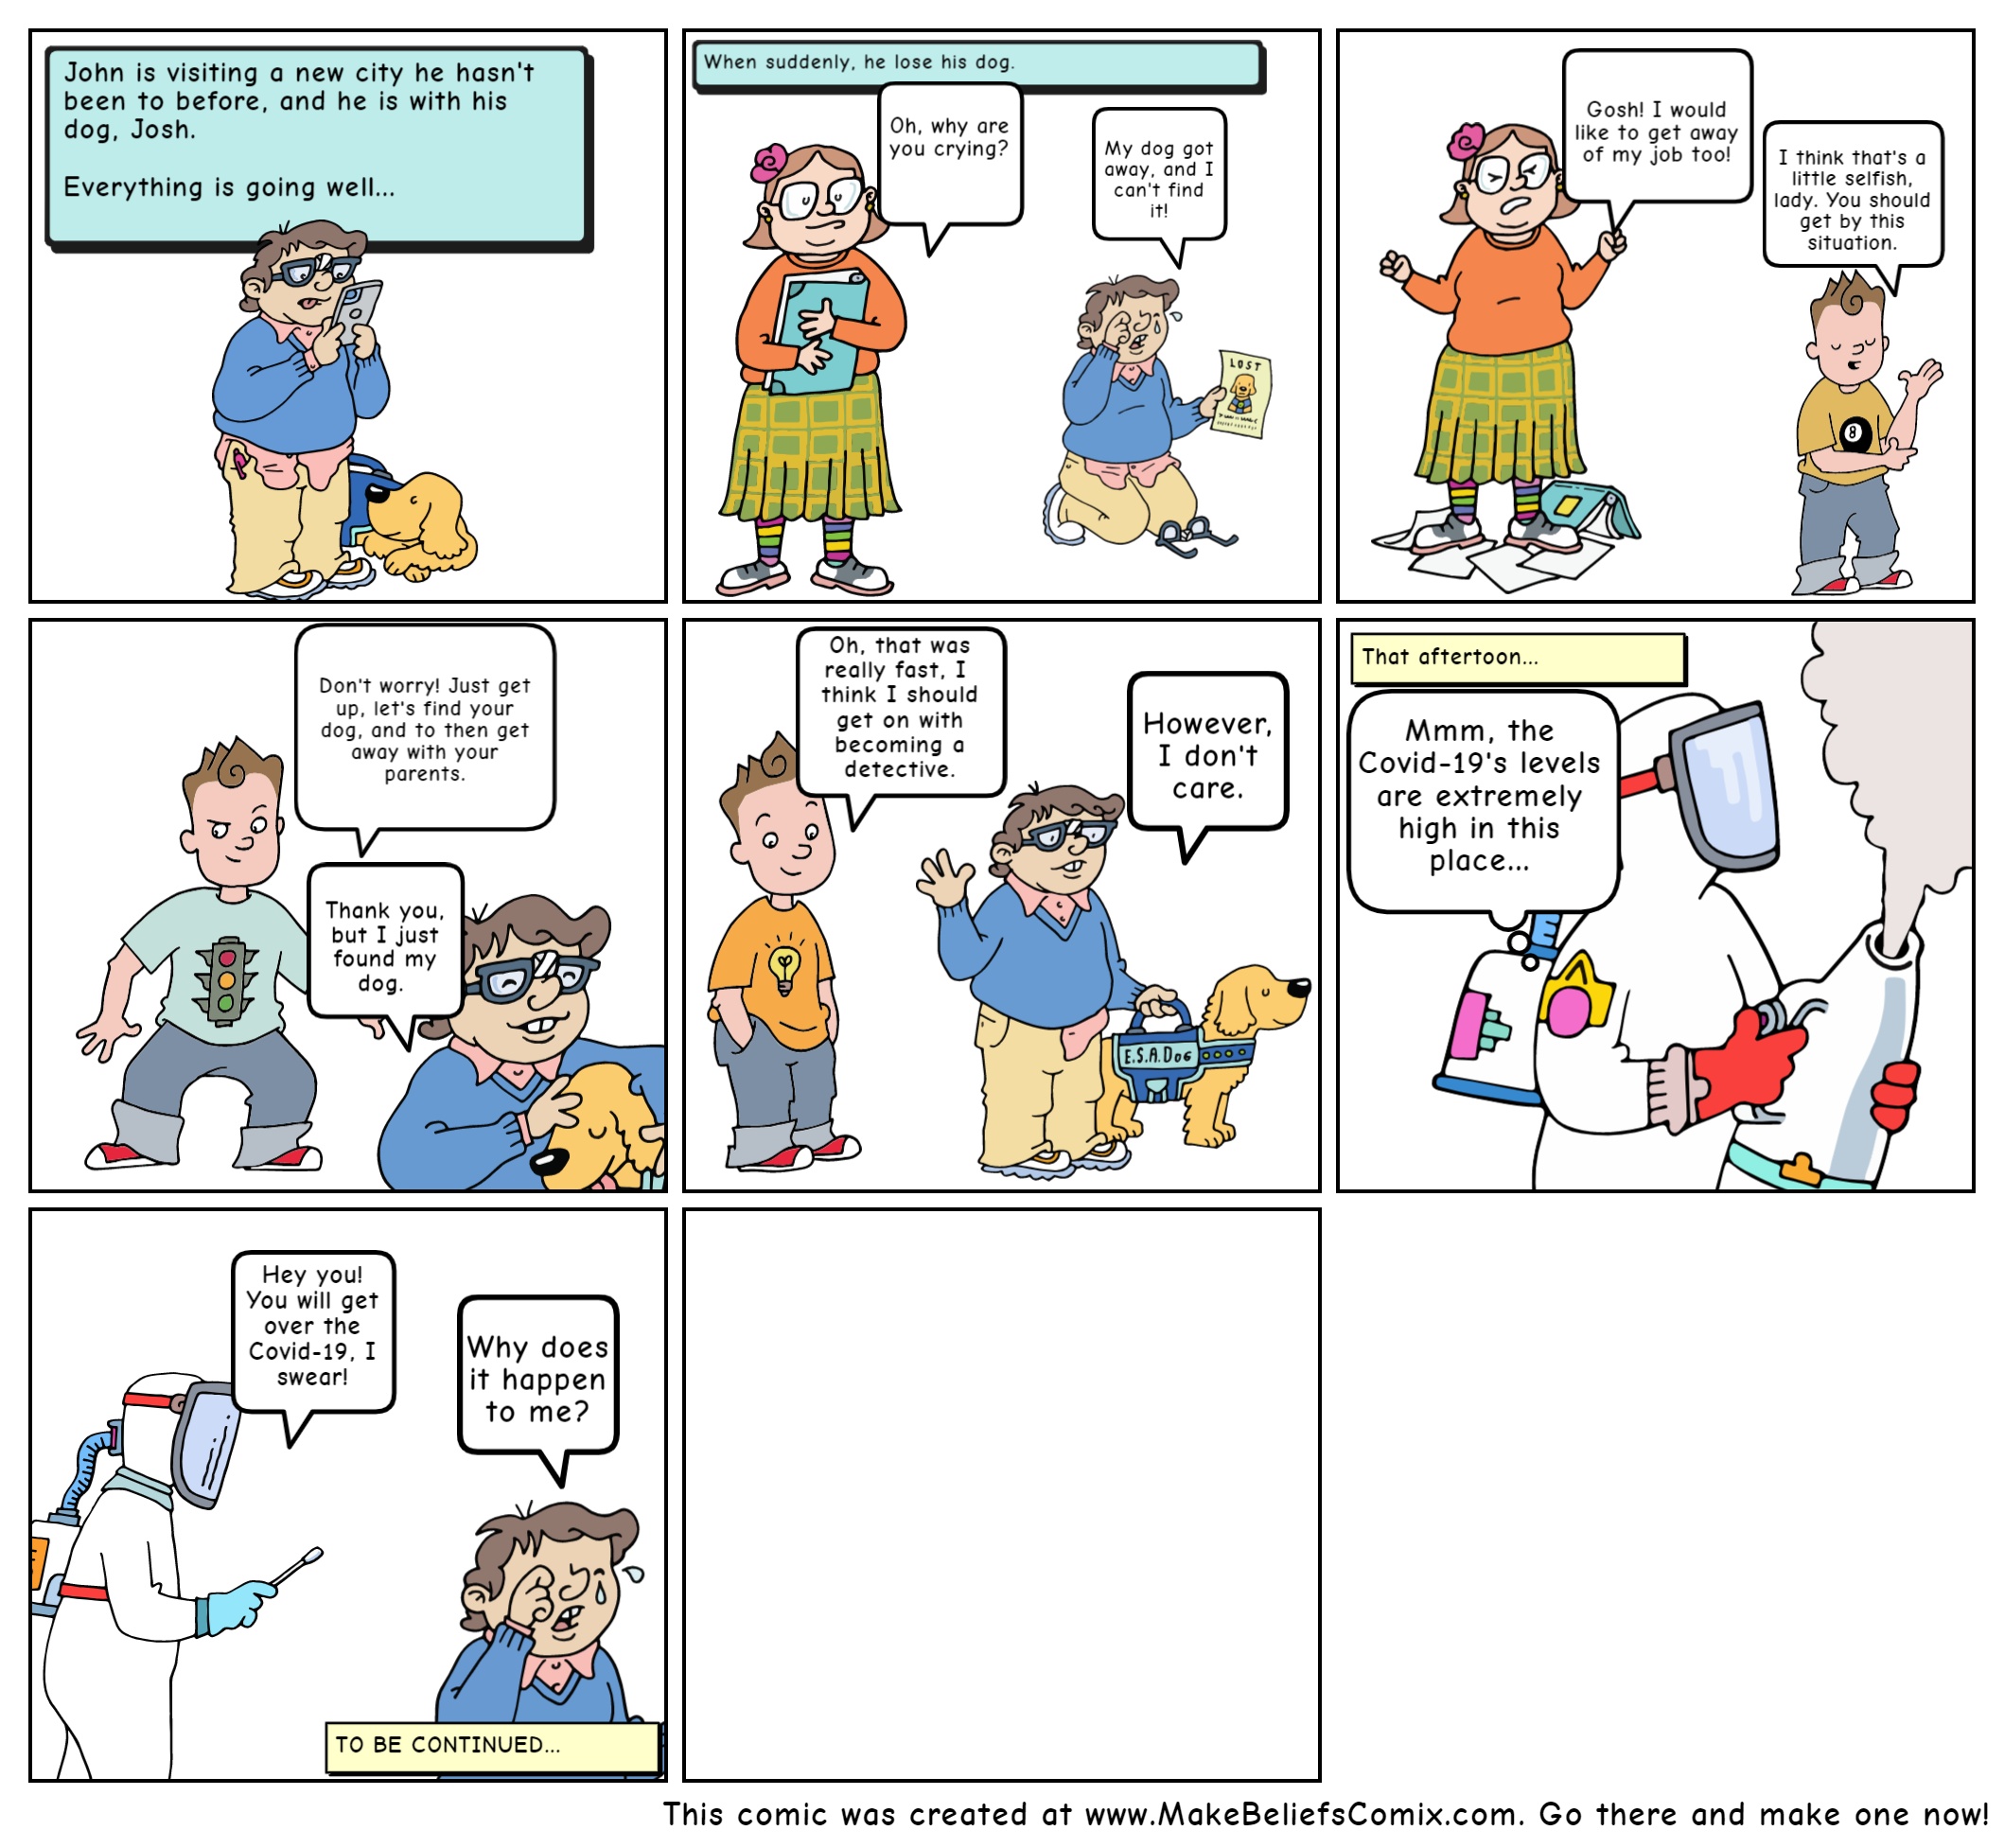 John is visiting a new city he hasn't
been to before, and he is with his
dog, Josh.
Everything is going well...
When suddenly, he lose his dog.
Oh, why are
you crying?
My dog got
away, and I
can't find
it!
LOST
Gosh! I would
like to get away
of my job too!
I think that's a
little selfish,
lady. You should
get by this
situation.
8
Don't worry! Just get
up, let's find your
dog, and to then get
away with your
parents.
Thank you,
but I just
found my
dog.
Oh, that was
really fast, I
think I should
get on with
becoming a
detective.
However,
I don't
care.
E.S.A.DOG
That aftertoon...
Mmm, the
Covid-19's levels
are extremely
high in this
place...
Hey you!
You will get
over the
Covid-19, I
swear!
Why does
it happen
to me?
TO BE CONTINUED...
This comic was created at www.MakeBeliefsComix.com. Go there and make one now!